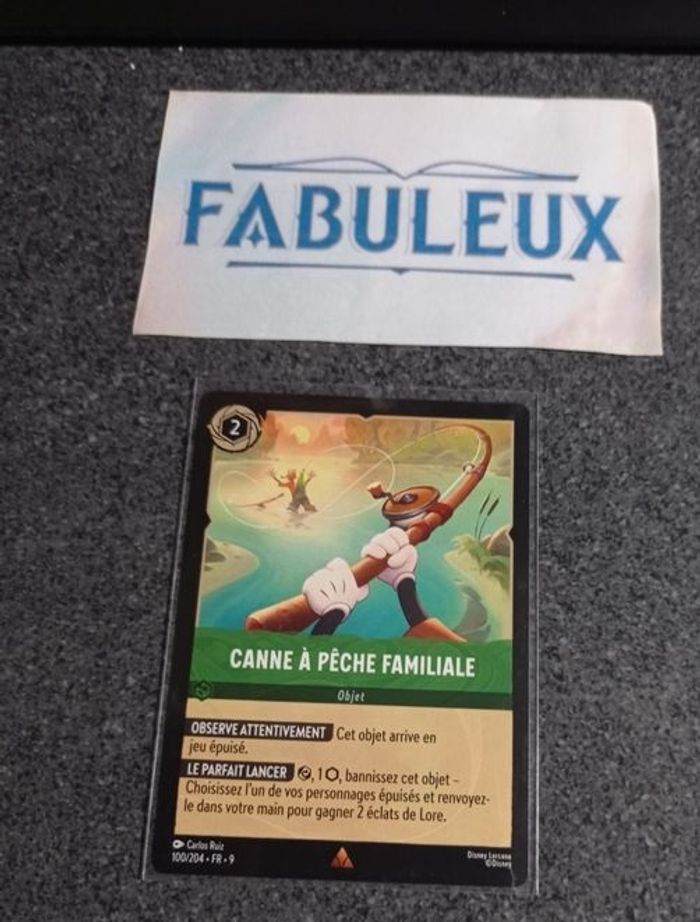 FABULEUX
2
CANNE À PÊCHE FAMILIALE
Objet
OBSERVE ATTENTIVEMENT Cet objet arrive en
jeu épuisé.
LE PARFAIT LANCER , 1, bannissez cet objet –
Choisissez l'un de vos personnages épuisés et renvoyez-
le dans votre main pour gagner 2 éclats de Lore.
Carlos Ruiz
100/204 • FR • 9
Disney Lorcana
©Disney